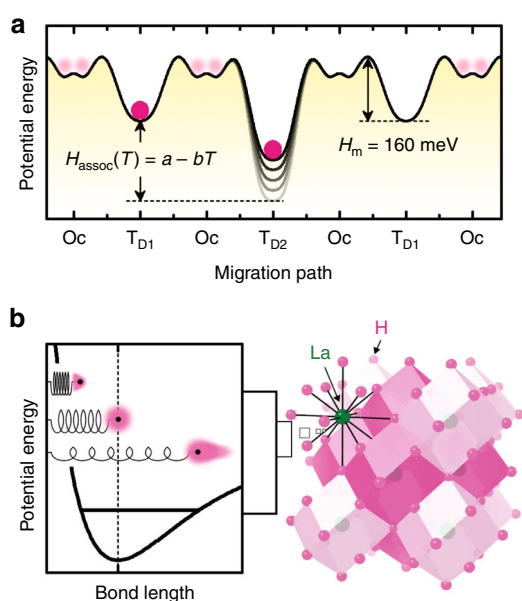 a
Potential energy
H_assoc(T) = a – bT
H_m = 160 meV
Oc T_D1 Oc T_D2 Oc T_D1 Oc
Migration path
b
Potential energy
H
La
Bond length